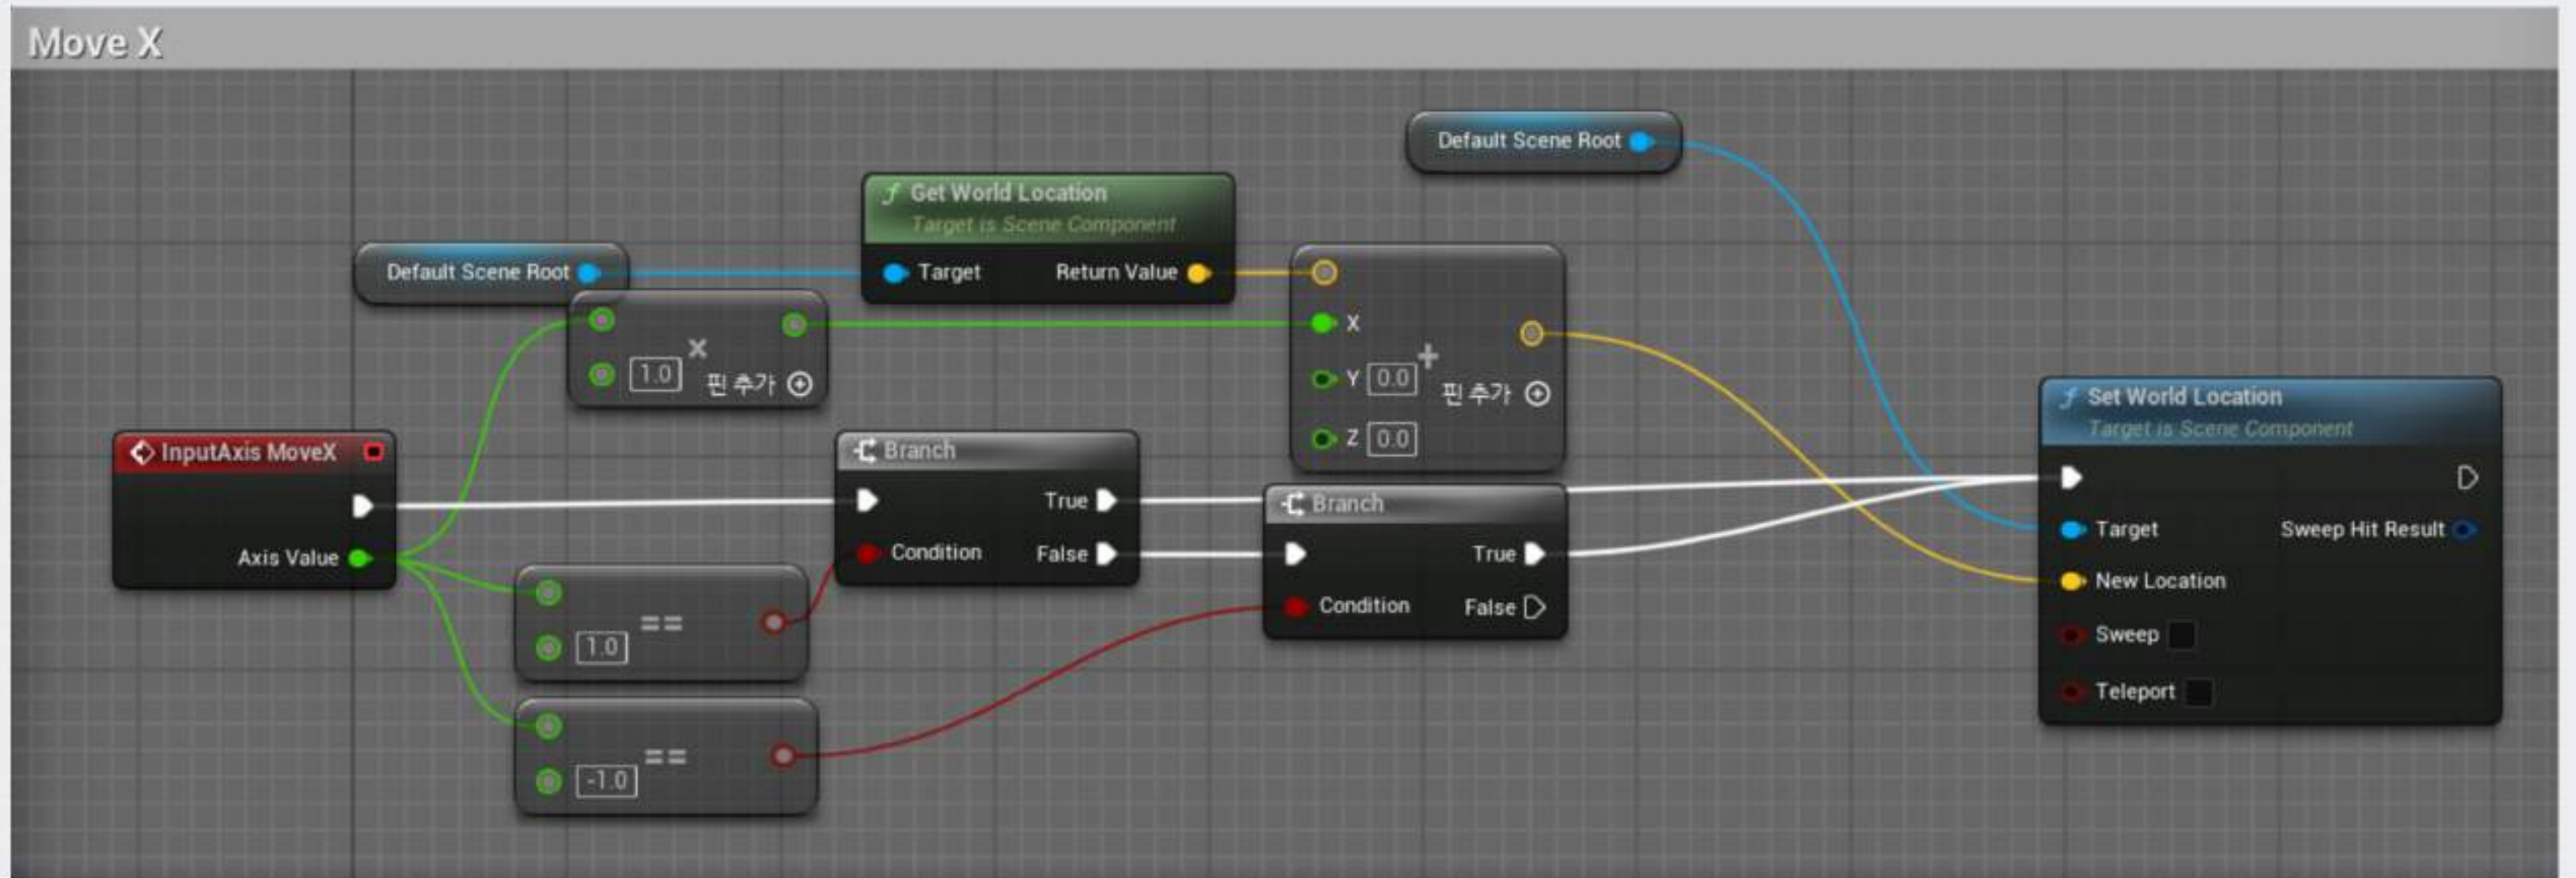 Move X
Default Scene Root
Get World Location
Target is Scene Component
Default Scene Root
Target
Return Value
X
Y 0.0
+
핀 추가
Z 0.0
×
1.0
핀 추가
InputAxis MoveX
Axis Value
Branch
True
Condition
False
Branch
True
Condition
False
==
1.0
==
-1.0
Set World Location
Target is Scene Component
Target
Sweep Hit Result
New Location
Sweep
Teleport